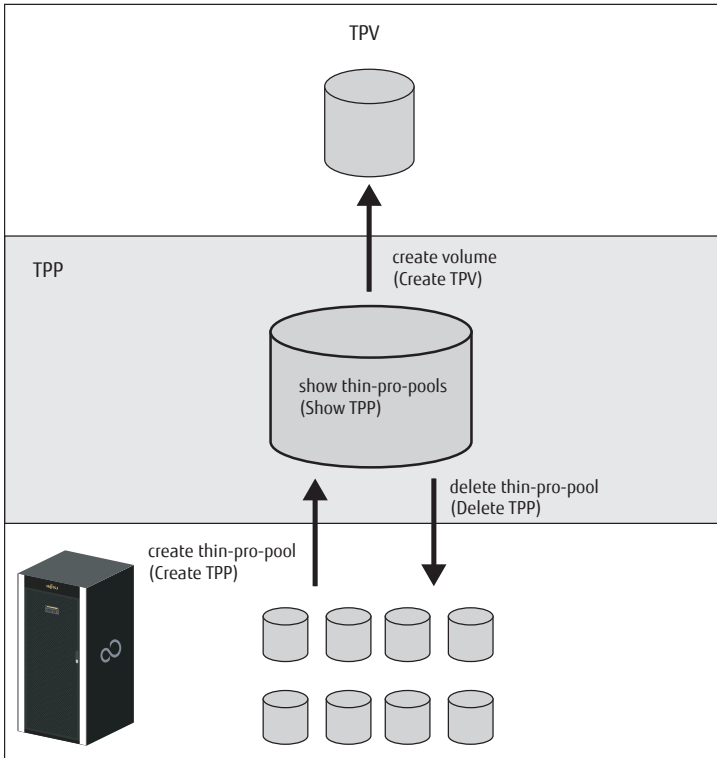 TPV
create volume
(Create TPV)
TPP
show thin-pro-pools
(Show TPP)
delete thin-pro-pool
(Delete TPP)
create thin-pro-pool
(Create TPP)